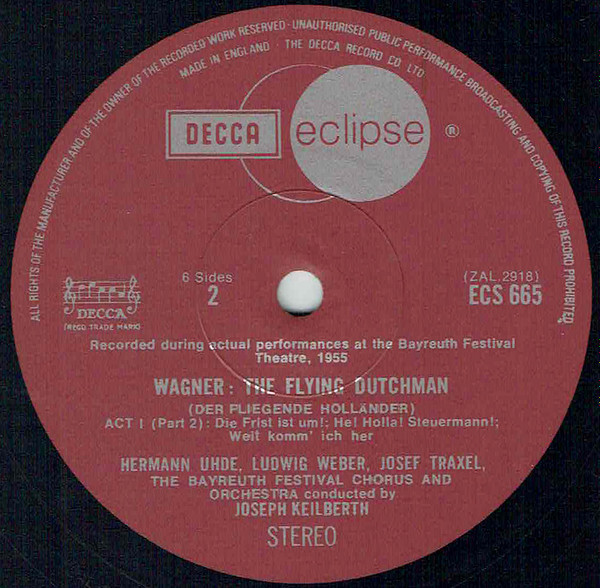 ALL RIGHTS OF THE MANUFACTURER AND OF THE OWNER OF THE RECORDED WORK RESERVED · UNAUTHORISED PUBLIC PERFORMANCE BROADCASTING AND COPYING OF THIS RECORD PROHIBITED
MADE IN ENGLAND · THE DECCA RECORD CO LTD
DECCA eclipse ®
DECCA
(REGD TRADE MARK)
6 Sides
2
(ZAL.2918)
ECS 665
Recorded during actual performances at the Bayreuth Festival
Theatre, 1955
WAGNER: THE FLYING DUTCHMAN
(DER FLIEGENDE HOLLÄNDER)
ACT I (Part 2): Die Frist ist um!; He! Holla! Steuermann!;
Weit komm' ich her
HERMANN UHDE, LUDWIG WEBER, JOSEF TRAXEL,
THE BAYREUTH FESTIVAL CHORUS AND
ORCHESTRA conducted by
JOSEPH KEILBERTH
STEREO